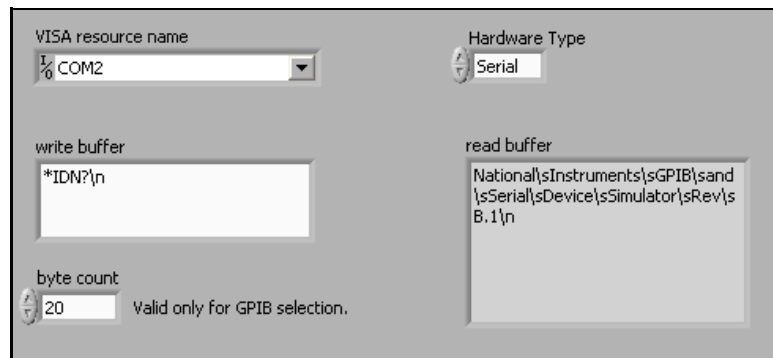 VISA resource name
COM2
Hardware Type
Serial
write buffer
*IDN?\n
read buffer
National\sInstruments\sGPIB\sand
\sSerial\sDevice\sSimulator\sRev\s
B.1\n
byte count
20
Valid only for GPIB selection.